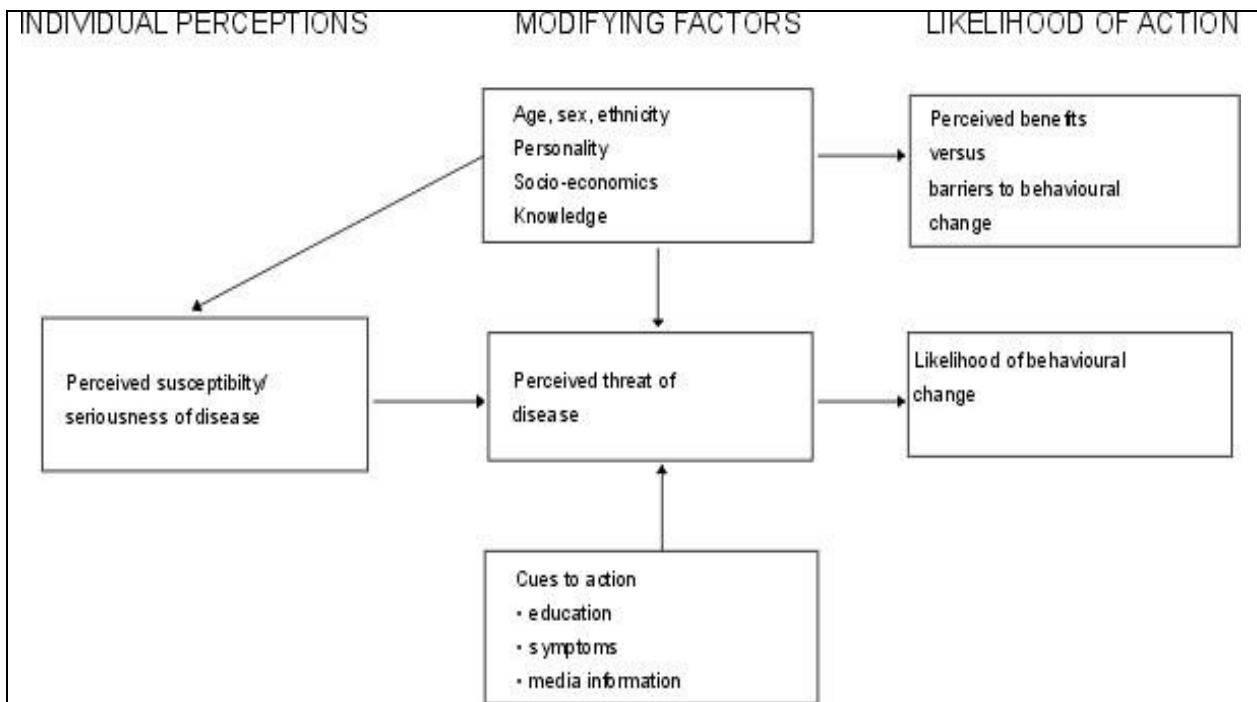 INDIVIDUAL PERCEPTIONS
MODIFYING FACTORS
LIKELIHOOD OF ACTION
Age, sex, ethnicity
Personality
Socio-economics
Knowledge
Perceived benefits
versus
barriers to behavioural
change
Perceived susceptibilty/
seriousness of disease
Perceived threat of
disease
Likelihood of behavioural
change
Cues to action
• education
• symptoms
• media information